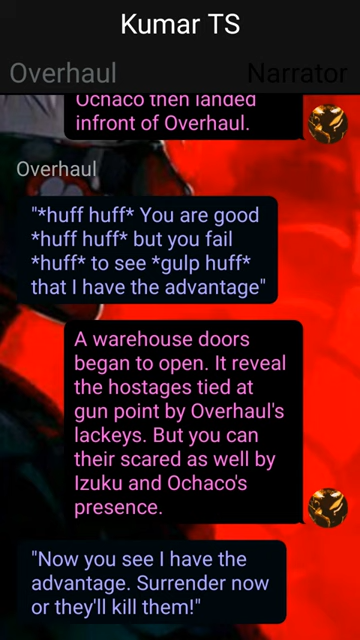 Kumar TS
Overhaul
Narrator
Ochaco then landed
infront of Overhaul.
Overhaul
"*huff huff* You are good
*huff huff* but you fail
*huff* to see *gulp huff*
that I have the advantage"
A warehouse doors
began to open. It reveal
the hostages tied at
gun point by Overhaul's
lackeys. But you can
their scared as well by
Izuku and Ochaco's
presence.
"Now you see I have the
advantage. Surrender now
or they'll kill them!"